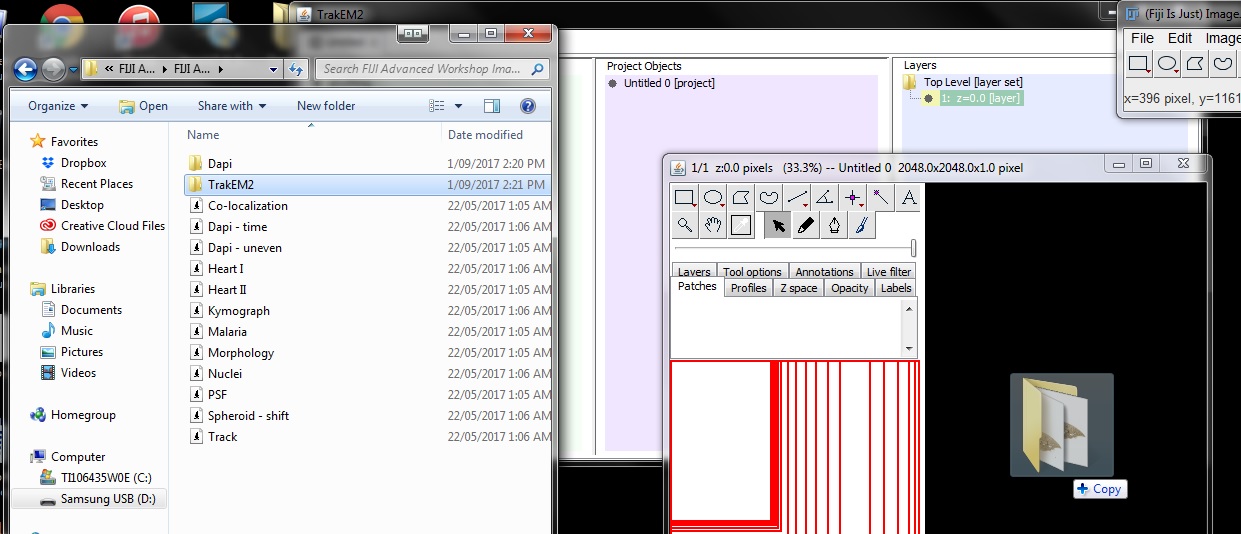 TrakEM2
(Fiji Is Just) Image
File Edit Image
x=396 pixel, y=1161
« FIJI A... ▸ FIJI A... ▸
Search FIJI Advanced Workshop Ima...
Organize Open Share with New folder
Name Date modified
Favorites
Dropbox
Recent Places
Desktop
Creative Cloud Files
Downloads
Libraries
Documents
Music
Pictures
Videos
Homegroup
Computer
TI106435W0E (C:)
Samsung USB (D:)
Dapi 1/09/2017 2:20 PM
TrakEM2 1/09/2017 2:21 PM
Co-localization 22/05/2017 1:05 AM
Dapi - time 22/05/2017 1:06 AM
Dapi - uneven 22/05/2017 1:05 AM
Heart I 22/05/2017 1:06 AM
Heart II 22/05/2017 1:05 AM
Kymograph 22/05/2017 1:06 AM
Malaria 22/05/2017 1:05 AM
Morphology 22/05/2017 1:05 AM
Nuclei 22/05/2017 1:05 AM
PSF 22/05/2017 1:06 AM
Spheroid - shift 22/05/2017 1:06 AM
Track 22/05/2017 1:06 AM
Project Objects
Untitled 0 [project]
Layers
Top Level [layer set]
1: z=0.0 [layer]
1/1 z:0.0 pixels (33.3%) -- Untitled 0 2048.0x2048.0x1.0 pixel
A
Layers Tool options Annotations Live filter
Patches Profiles Z space Opacity Labels
Copy